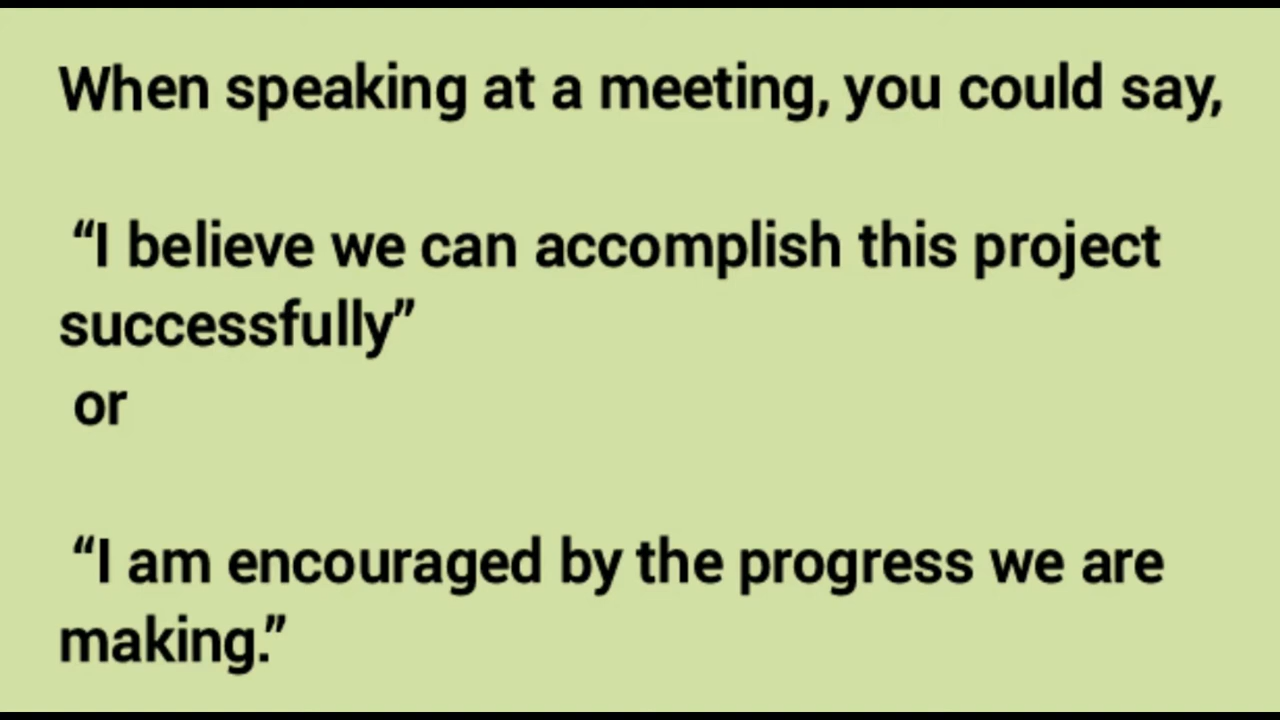 When speaking at a meeting, you could say,
“I believe we can accomplish this project
successfully”
or
“I am encouraged by the progress we are
making.”